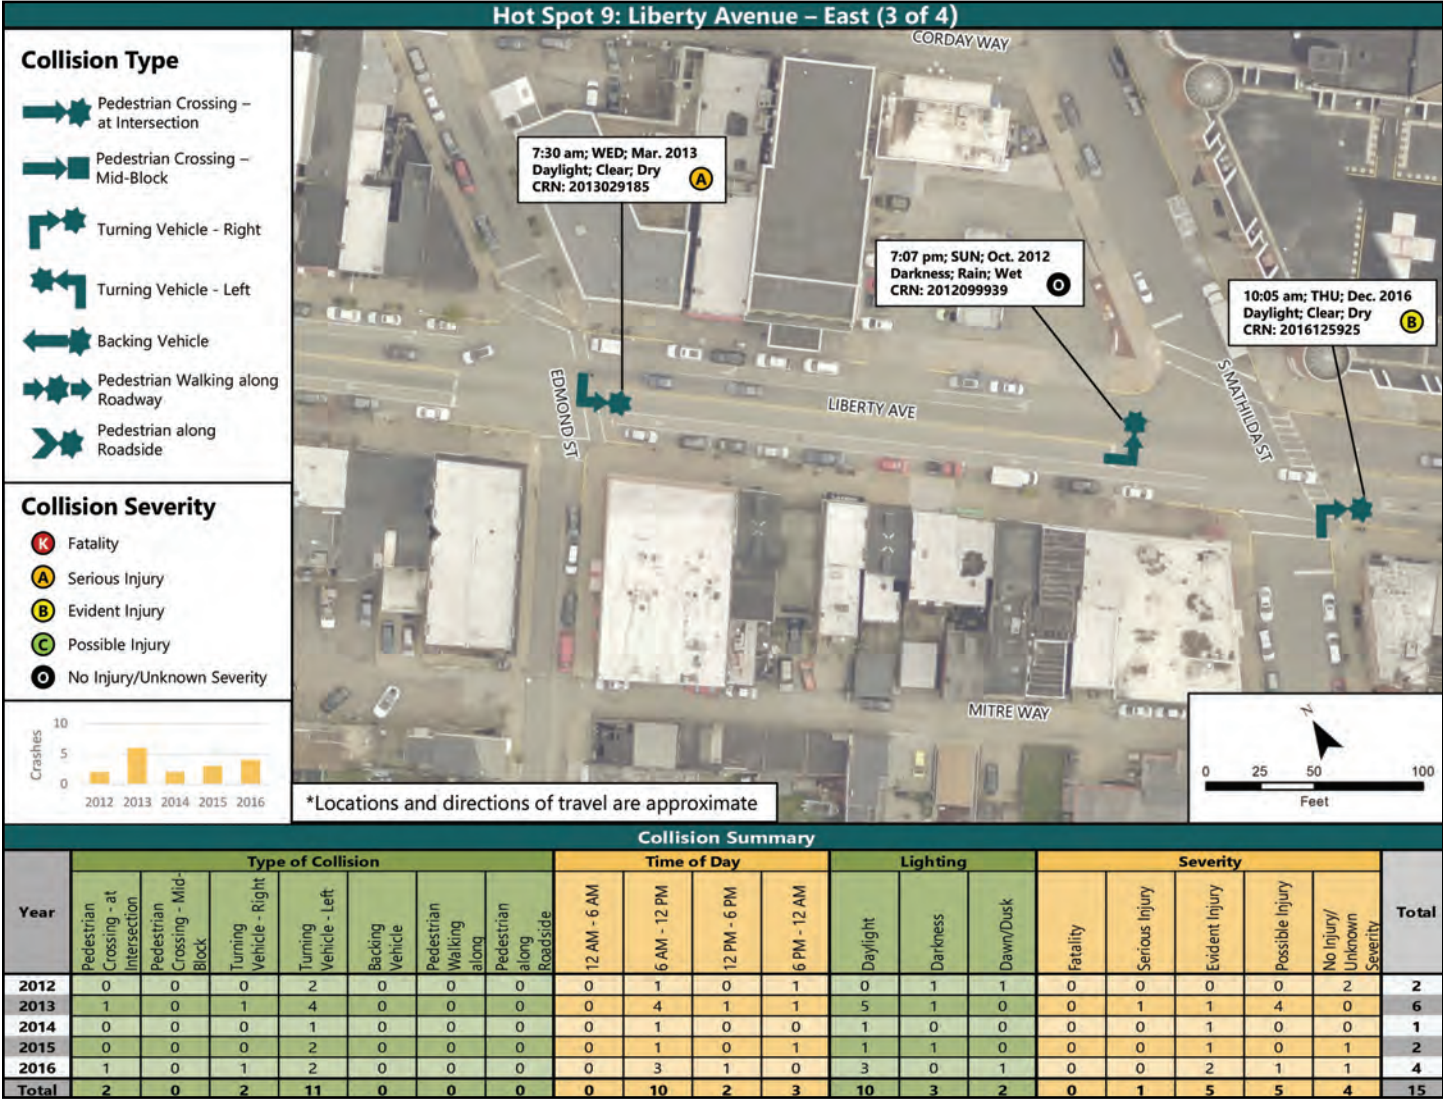 Hot Spot 9: Liberty Avenue – East (3 of 4)
Collision Type
Pedestrian Crossing –
at Intersection
Pedestrian Crossing –
Mid-Block
Turning Vehicle - Right
Turning Vehicle - Left
Backing Vehicle
Pedestrian Walking along
Roadway
Pedestrian along
Roadside
Collision Severity
K Fatality
A Serious Injury
B Evident Injury
C Possible Injury
O No Injury/Unknown Severity
Crashes
10
5
0
2012 2013 2014 2015 2016
CORDAY WAY
7:30 am; WED; Mar. 2013
Daylight; Clear; Dry
CRN: 2013029185
A
7:07 pm; SUN; Oct. 2012
Darkness; Rain; Wet
CRN: 2012099939
O
10:05 am; THU; Dec. 2016
Daylight; Clear; Dry
CRN: 2016125925
B
EDMOND ST
LIBERTY AVE
S MATHILDA ST
MITRE WAY
*Locations and directions of travel are approximate
N
0 25 50 100
Feet
Collision Summary
Year Type of Collision Time of Day Lighting Severity Total
Pedestrian
Crossing - at
Intersection
Pedestrian
Crossing - Mid-
Block
Turning
Vehicle - Right
Turning
Vehicle - Left
Backing
Vehicle
Pedestrian
Walking
along
Pedestrian
along
Roadside
12 AM - 6 AM
6 AM - 12 PM
12 PM - 6 PM
6 PM - 12 AM
Daylight
Darkness
Dawn/Dusk
Fatality
Serious Injury
Evident Injury
Possible Injury
No Injury/
Unknown
Severity
2012 0 0 0 2 0 0 0 0 1 0 1 0 1 1 0 0 0 0 2 2
2013 1 0 1 4 0 0 0 0 4 1 1 5 1 0 0 1 1 4 0 6
2014 0 0 0 1 0 0 0 0 1 0 0 1 0 0 0 0 1 0 0 1
2015 0 0 0 2 0 0 0 0 1 0 1 1 1 0 0 0 1 0 1 2
2016 1 0 1 2 0 0 0 0 3 1 0 3 0 1 0 0 2 1 1 4
Total 2 0 2 11 0 0 0 0 10 2 3 10 3 2 0 1 5 5 4 15